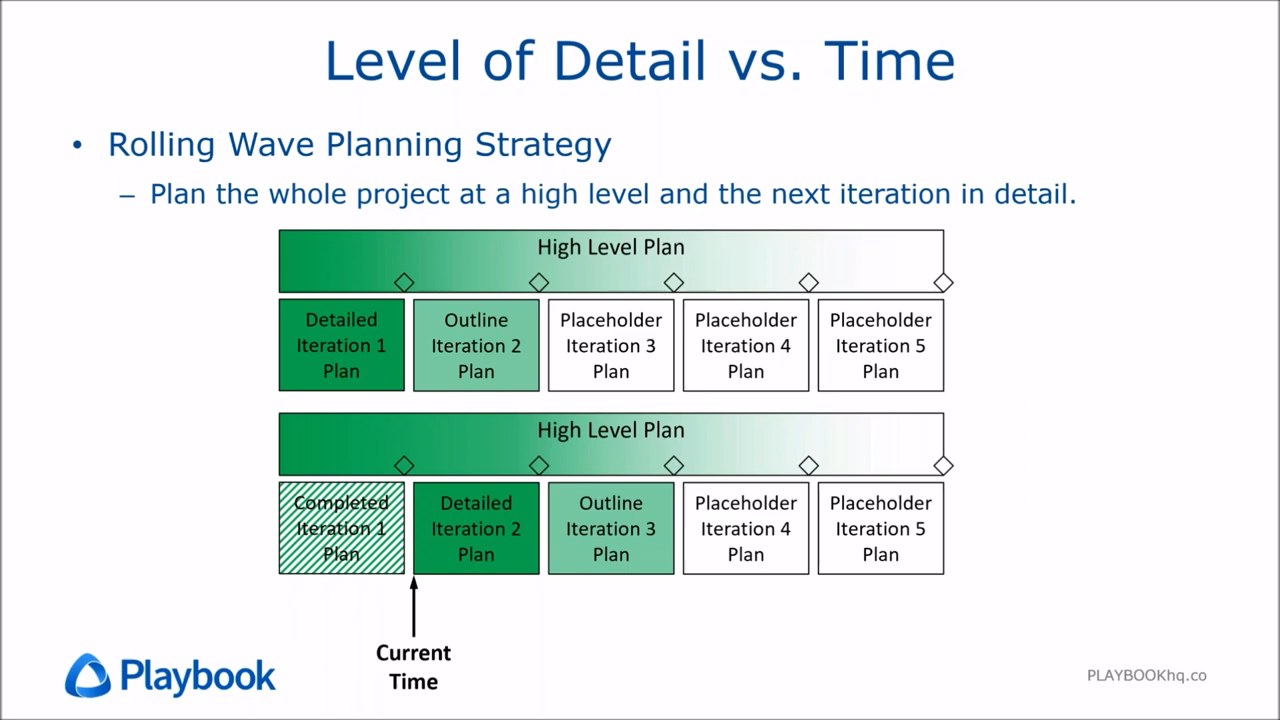 Level of Detail vs. Time
• Rolling Wave Planning Strategy
– Plan the whole project at a high level and the next iteration in detail.
High Level Plan
Detailed
Iteration 1
Plan
Outline
Iteration 2
Plan
Placeholder
Iteration 3
Plan
Placeholder
Iteration 4
Plan
Placeholder
Iteration 5
Plan
High Level Plan
Completed
Iteration 1
Plan
Detailed
Iteration 2
Plan
Outline
Iteration 3
Plan
Placeholder
Iteration 4
Plan
Placeholder
Iteration 5
Plan
Current
Time
Playbook
PLAYBOOKhq.co